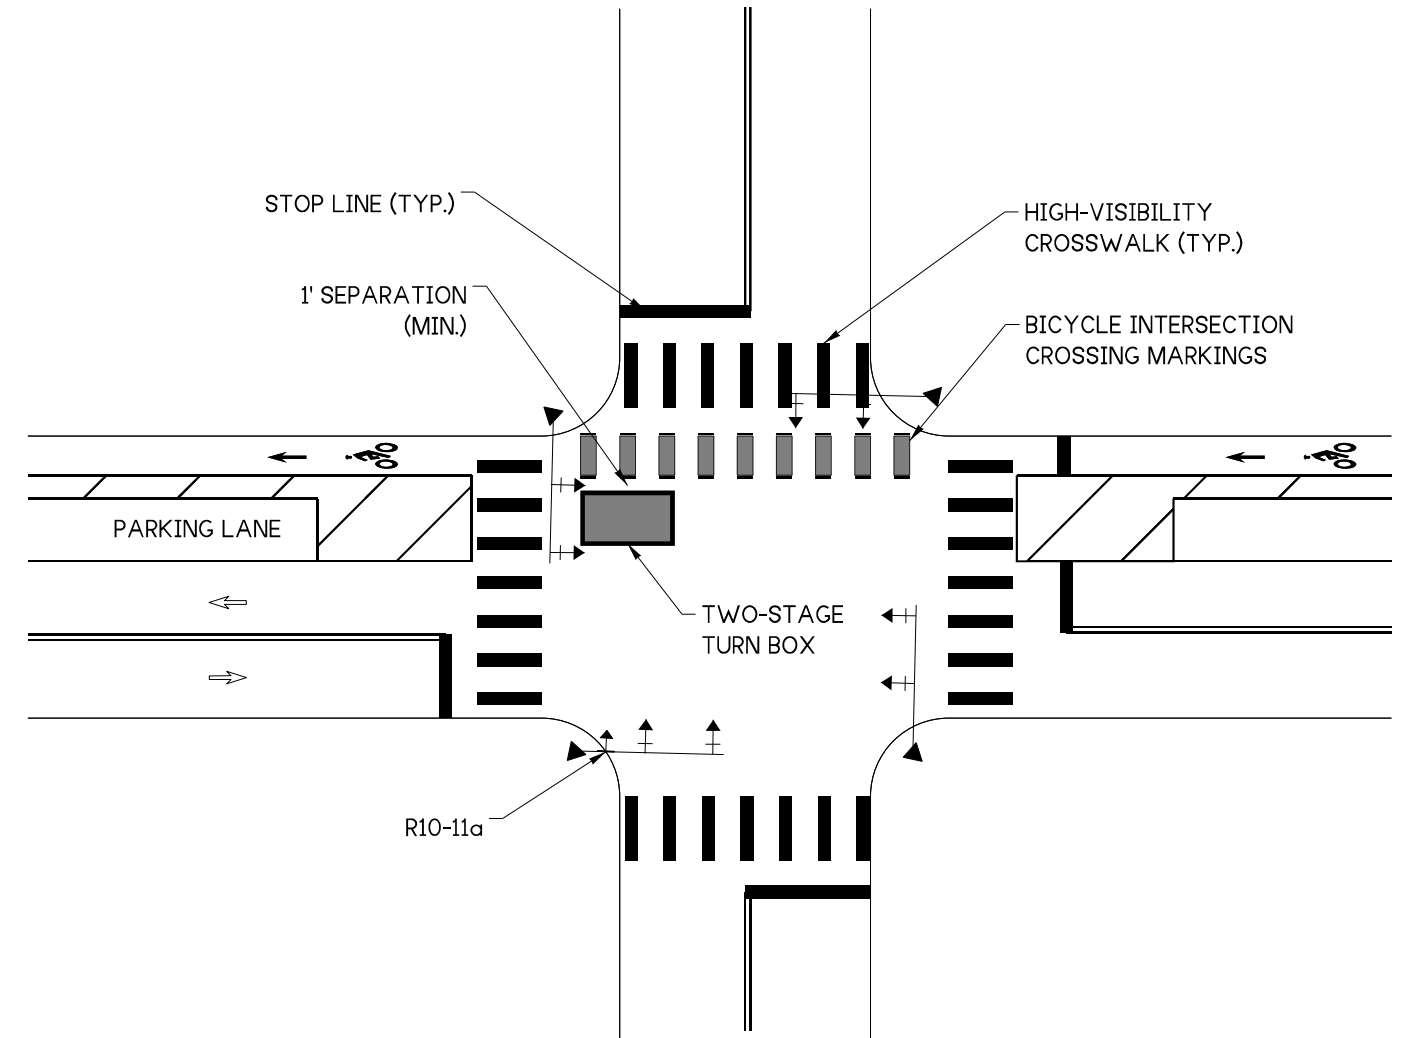 STOP LINE (TYP.)
HIGH-VISIBILITY
CROSSWALK (TYP.)
1' SEPARATION
(MIN.)
BICYCLE INTERSECTION
CROSSING MARKINGS
PARKING LANE
TWO-STAGE
TURN BOX
R10-11a